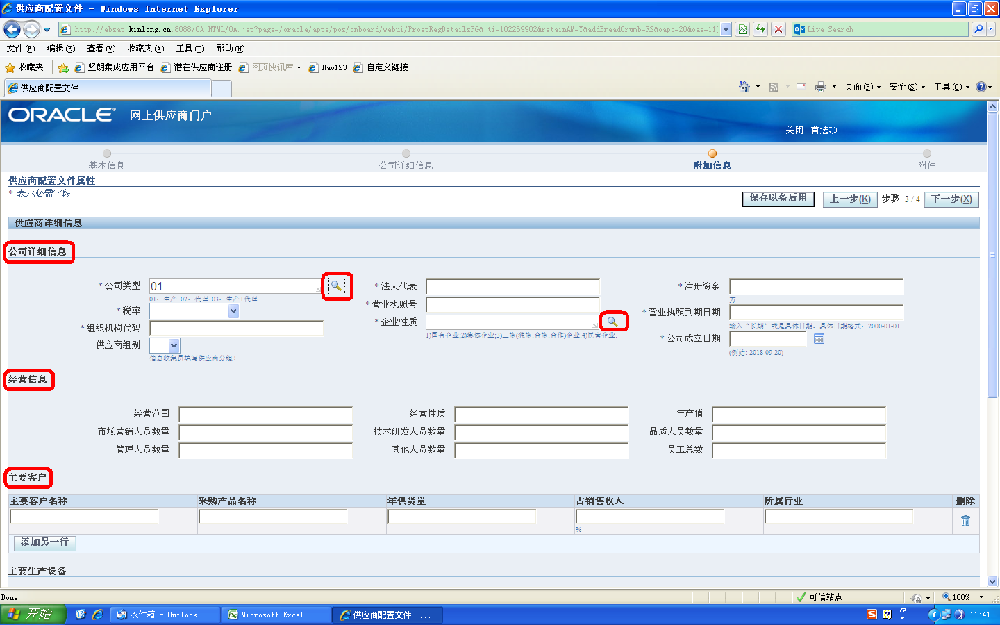 供应商配置文件 - Windows Internet Explorer
http://ebsap.kinlong.cn:8088/OA_HTML/OA.jsp?page=/oracle/apps/pos/onboard/webui/ProspRegDetailsPG&_ti=102269902&retainAM=Y&addBreadCrumb=RS&oapc=20&oas=11. Live Search
文件(F) 编辑(E) 查看(V) 收藏夹(A) 工具(T) 帮助(H)
收藏夹 坚朗集成应用平台 潜在供应商注册 网页快讯库 Hao123 自定义链接
供应商配置文件 页面(P) 安全(S) 工具(O)
ORACLE® 网上供应商门户
关闭 首选项
基本信息 公司详细信息 附加信息 附件
供应商配置文件属性
* 表示必需字段
保存以备后用 上一步(K) 步骤 3 / 4 下一步(X)
供应商详细信息
公司详细信息
* 公司类型 01 * 法人代表 * 注册资金
01：生产 02：代理 03：生产+代理 万
* 税率 * 营业执照号 * 营业执照到期日期
* 组织机构代码 * 企业性质 输入“长期”或是具体日期，具体日期格式：2000-01-01
1)国有企业;2)集体企业;3)三资(独资.合资.合作)企业.4)民营企业.
供应商组别 * 公司成立日期
信息收集员填写供应商分组！ (例始: 2018-09-20)
经营信息
经营范围 经营性质 年产值
市场营销人员数量 技术研发人员数量 品质人员数量
管理人员数量 其他人员数量 员工总数
主要客户
主要客户名称 采购产品名称 年供货量 占销售收入 所属行业 删除
%
添加另一行
主要生产设备
Done. 可信站点 100%
开始 收件箱 - Outlook... Microsoft Excel ... 供应商配置文件 -... 11:41